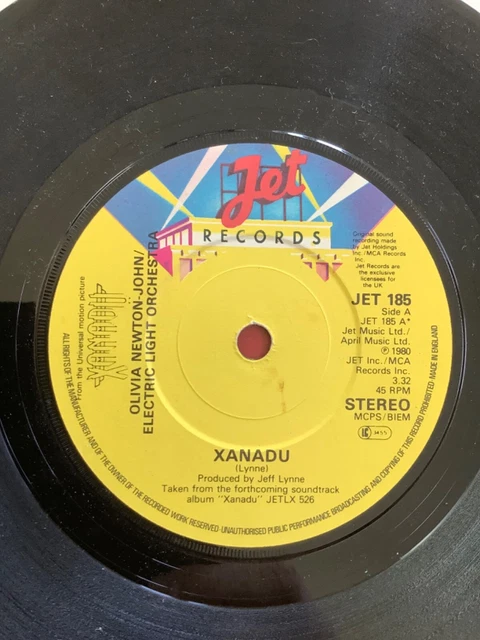 Jet
RECORDS
Original sound
recording made
by Jet Holdings
Inc./MCA Records
Inc.
Jet Records are
the exclusive
licensees for
the UK
JET 185
Side A
JET 185 A*
Jet Music Ltd./
April Music Ltd.
℗ 1980
JET Inc./MCA
Records Inc.
3.32
45 RPM
STEREO
MCPS/BIEM
OLIVIA NEWTON-JOHN/
ELECTRIC LIGHT ORCHESTRA
XANADU
From the Universal motion picture
XANADU
(Lynne)
Produced by Jeff Lynne
Taken from the forthcoming soundtrack
album "Xanadu" JETLX 526
ALL RIGHTS OF THE MANUFACTURER AND OF THE OWNER OF THE RECORDED WORK RESERVED-UNAUTHORISED PUBLIC PERFORMANCE BROADCASTING AND COPYING OF THIS RECORD PROHIBITED MADE IN ENGLAND